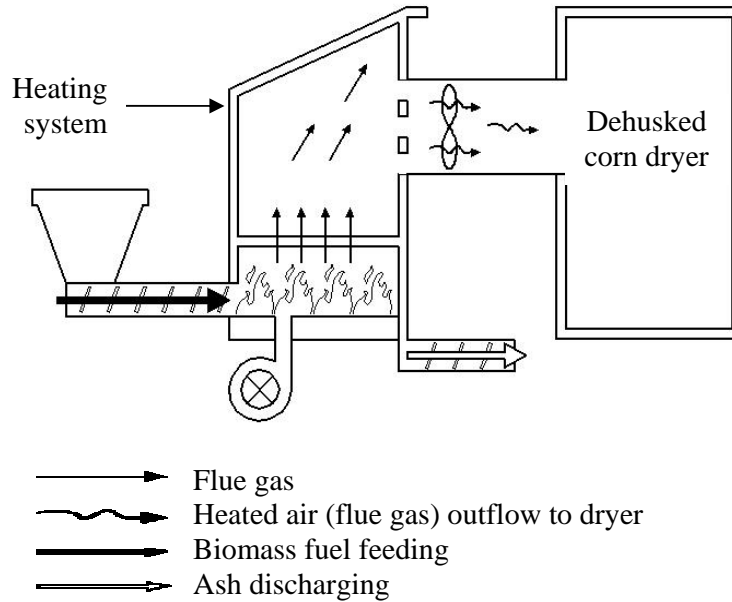 Heating
system
Dehusked
corn dryer
Flue gas
Heated air (flue gas) outflow to dryer
Biomass fuel feeding
Ash discharging